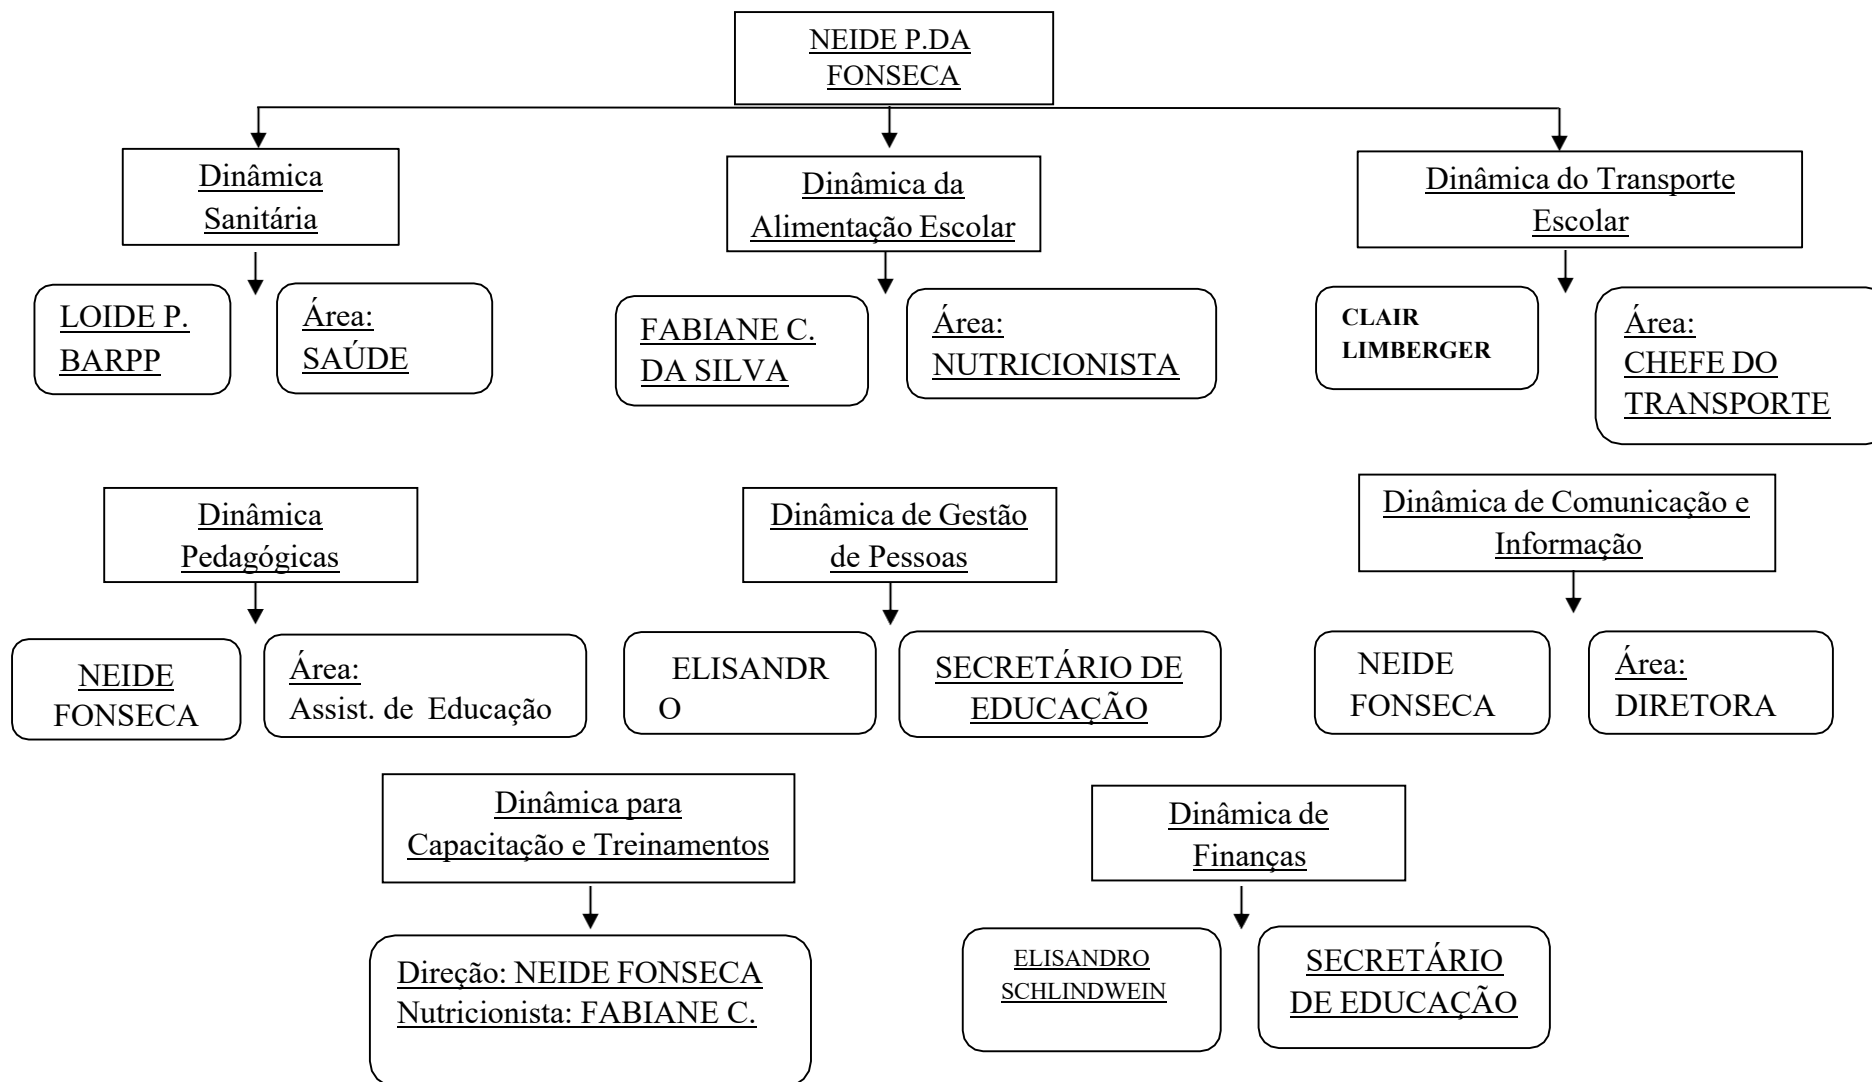 NEIDE P.DA
FONSECA
Dinâmica
Sanitária
Dinâmica da
Alimentação Escolar
Dinâmica do Transporte
Escolar
LOIDE P.
BARPP
Área:
SAÚDE
FABIANE C.
DA SILVA
Área:
NUTRICIONISTA
CLAIR
LIMBERGER
Área:
CHEFE DO
TRANSPORTE
Dinâmica
Pedagógicas
Dinâmica de Gestão
de Pessoas
Dinâmica de Comunicação e
Informação
NEIDE
FONSECA
Área:
Assist. de Educação
ELISANDR
O
SECRETÁRIO DE
EDUCAÇÃO
NEIDE
FONSECA
Área:
DIRETORA
Dinâmica para
Capacitação e Treinamentos
Dinâmica de
Finanças
Direção: NEIDE FONSECA
Nutricionista: FABIANE C.
ELISANDRO
SCHLINDWEIN
SECRETÁRIO
DE EDUCAÇÃO